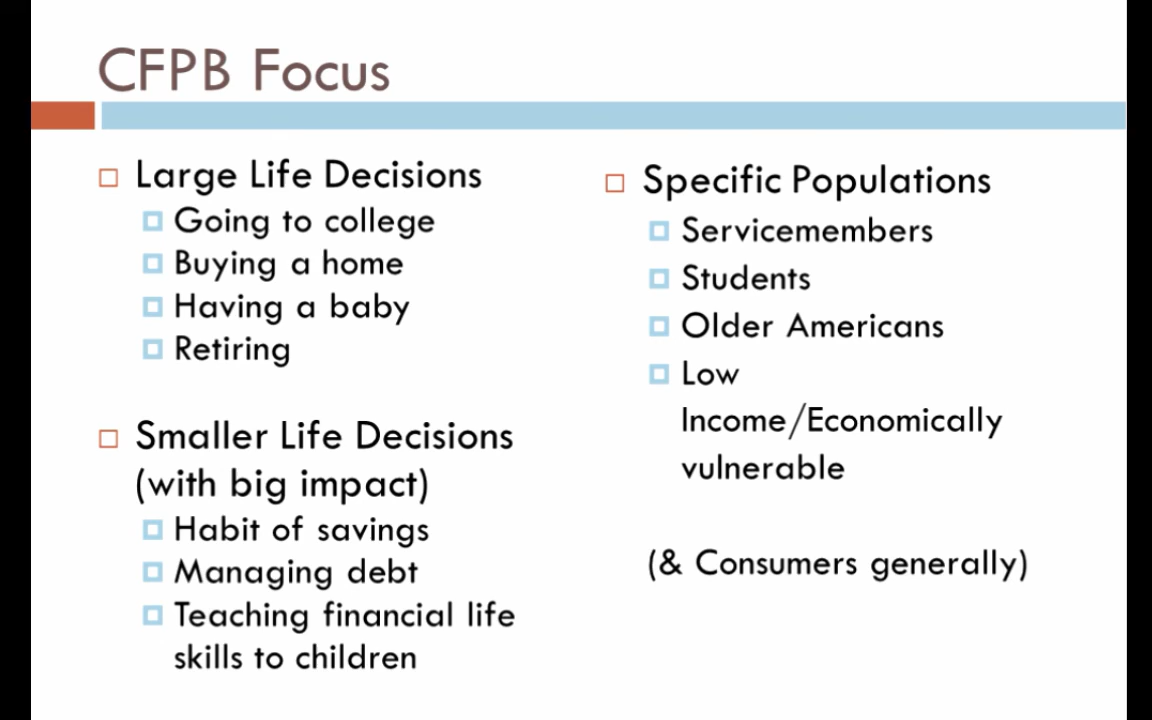 CFPB Focus
Large Life Decisions
Going to college
Buying a home
Having a baby
Retiring
Smaller Life Decisions
(with big impact)
Habit of savings
Managing debt
Teaching financial life
skills to children
Specific Populations
Servicemembers
Students
Older Americans
Low
Income/Economically
vulnerable
(& Consumers generally)